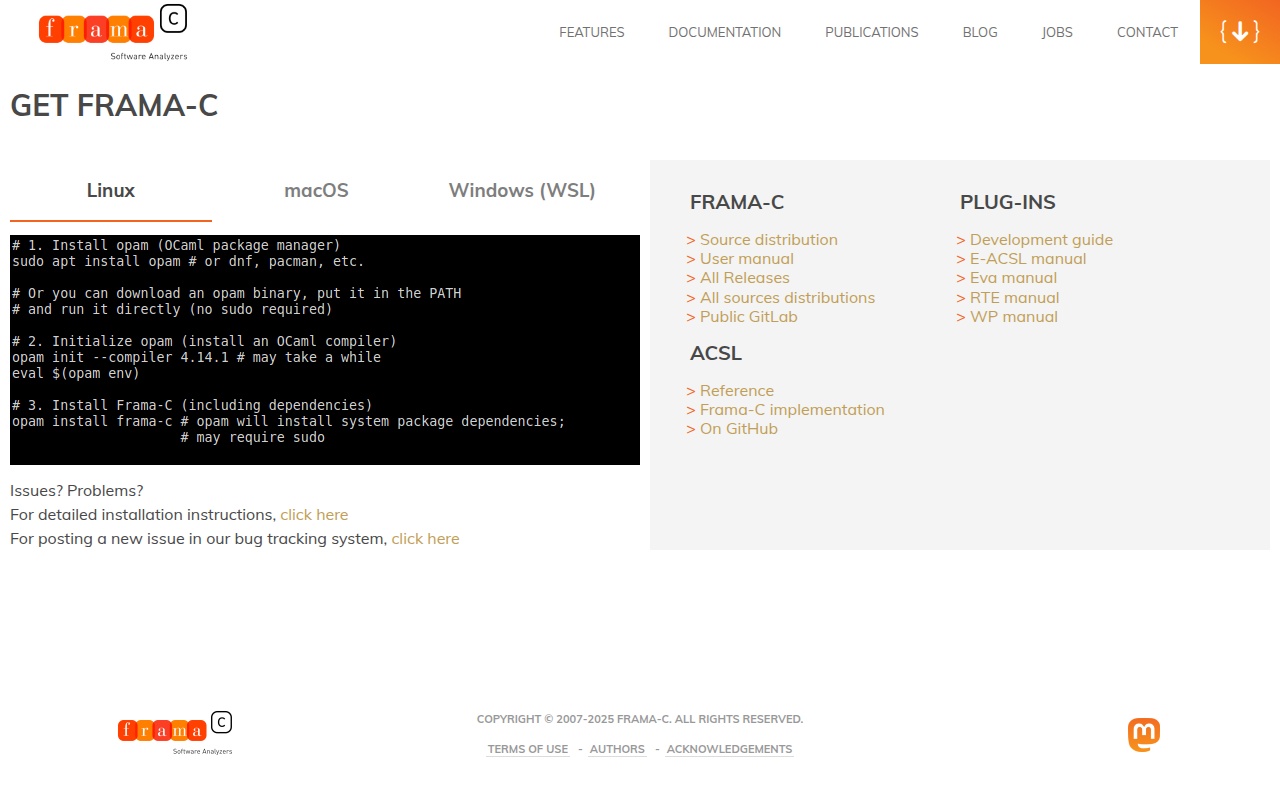 frama C
Software Analyzers
FEATURES DOCUMENTATION PUBLICATIONS BLOG JOBS CONTACT
GET FRAMA-C
Linux macOS Windows (WSL)
# 1. Install opam (OCaml package manager)
sudo apt install opam # or dnf, pacman, etc.
# Or you can download an opam binary, put it in the PATH
# and run it directly (no sudo required)
# 2. Initialize opam (install an OCaml compiler)
opam init --compiler 4.14.1 # may take a while
eval $(opam env)
# 3. Install Frama-C (including dependencies)
opam install frama-c # opam will install system package dependencies;
# may require sudo
Issues? Problems?
For detailed installation instructions, click here
For posting a new issue in our bug tracking system, click here
FRAMA-C
> Source distribution
> User manual
> All Releases
> All sources distributions
> Public GitLab
ACSL
> Reference
> Frama-C implementation
> On GitHub
PLUG-INS
> Development guide
> E-ACSL manual
> Eva manual
> RTE manual
> WP manual
frama C
Software Analyzers
COPYRIGHT © 2007-2025 FRAMA-C. ALL RIGHTS RESERVED.
TERMS OF USE - AUTHORS - ACKNOWLEDGEMENTS